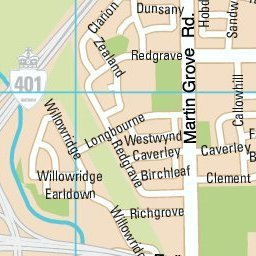 Clarion
Dunsany
Zealand
Redgrave
Martin Grove Rd.
Callowhill
401
Willowridge
Longbourne
Westwynd
Caverley
Caverley
Redgrave
Birchleaf
Clement
Willowridge
Earldown
Richgrove
Willowridge